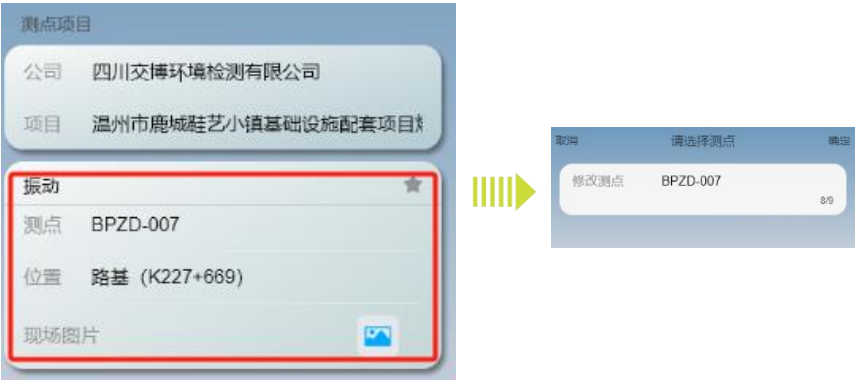 测点项目
公司 四川交博环境检测有限公司
项目 温州市鹿城鞋艺小镇基础设施配套项目
振动
测点 BPZD-007
位置 路基（K227+669）
现场图片
取消 请选择测点 确定
修改测点 BPZD-007
8/9